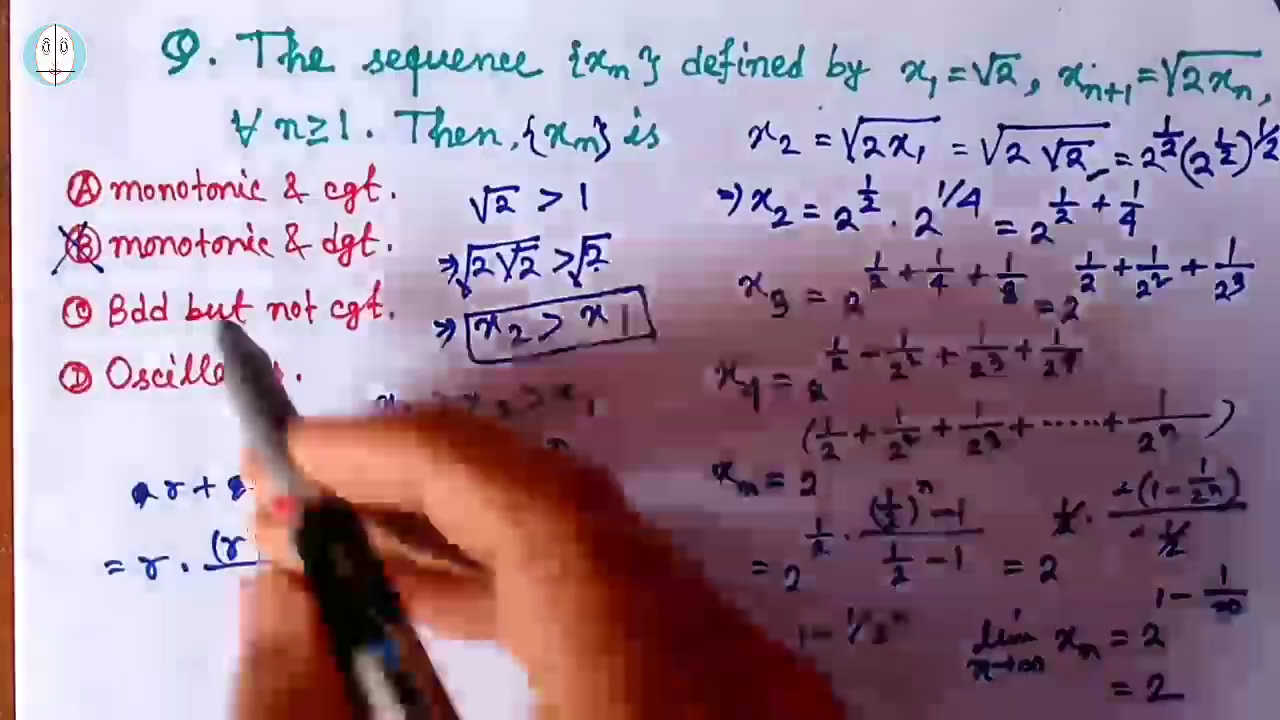 Q. The sequence {xₙ} defined by x₁ = √2, xₙ₊₁ = √(2xₙ),
∀ n ≥ 1. Then, {xₙ} is
Ⓐ monotonic & cgt.
Ⓑ monotonic & dgt.
Ⓒ Bdd but not cgt.
Ⓓ
√2 > 1
⇒ √(2√2) > √2
⇒ x₂ > x₁
= r ·
x₂ = √(2x₁) = √(2√2) = 2^(1/2) (2^(1/2))^(1/2)
⇒ x₂ = 2^(1/2) · 2^(1/4) = 2^(1/2 + 1/4)
x₃ = 2^(1/2 + 1/4 + 1/8) = 2^(1/2 + 1/2² + 1/2³)
x₄ = 2
(1/2 + 1/2² + 1/2³ + ...... + 1/2ⁿ)
xₙ = 2
= 2^(1/2 · ((1/2)ⁿ − 1)/(1/2 − 1)) = 2
1 − 1/2ⁿ
1 − 1/∞
lim n→∞ xₙ = 2
= 2